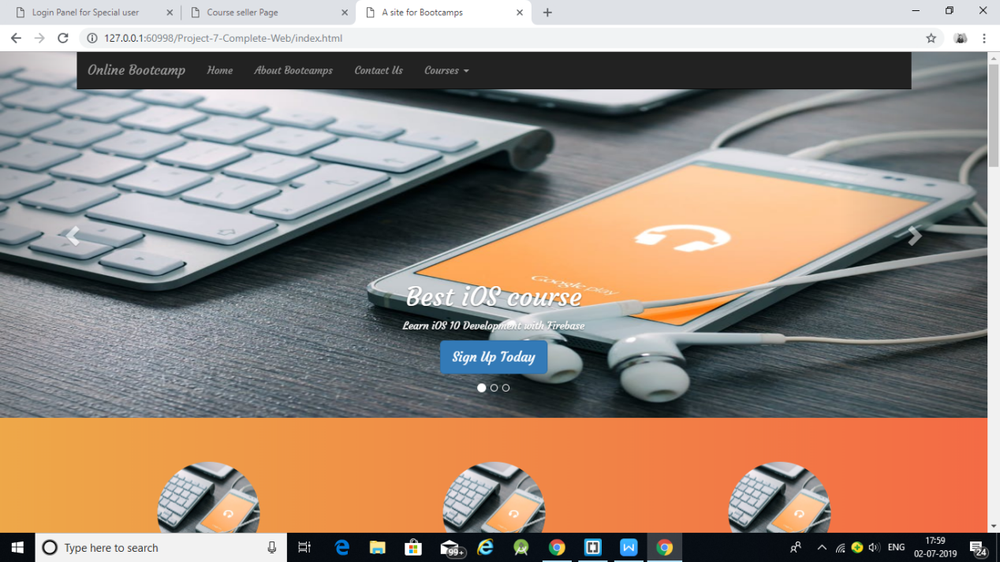 Login Panel for Special user
Course seller Page
A site for Bootcamps
127.0.0.1:60998/Project-7-Complete-Web/index.html
Online Bootcamp Home About Bootcamps Contact Us Courses
Google play
Best iOS course
Learn iOS 10 Development with Firebase
Sign Up Today
Type here to search
99+
ENG
17:59
02-07-2019
24